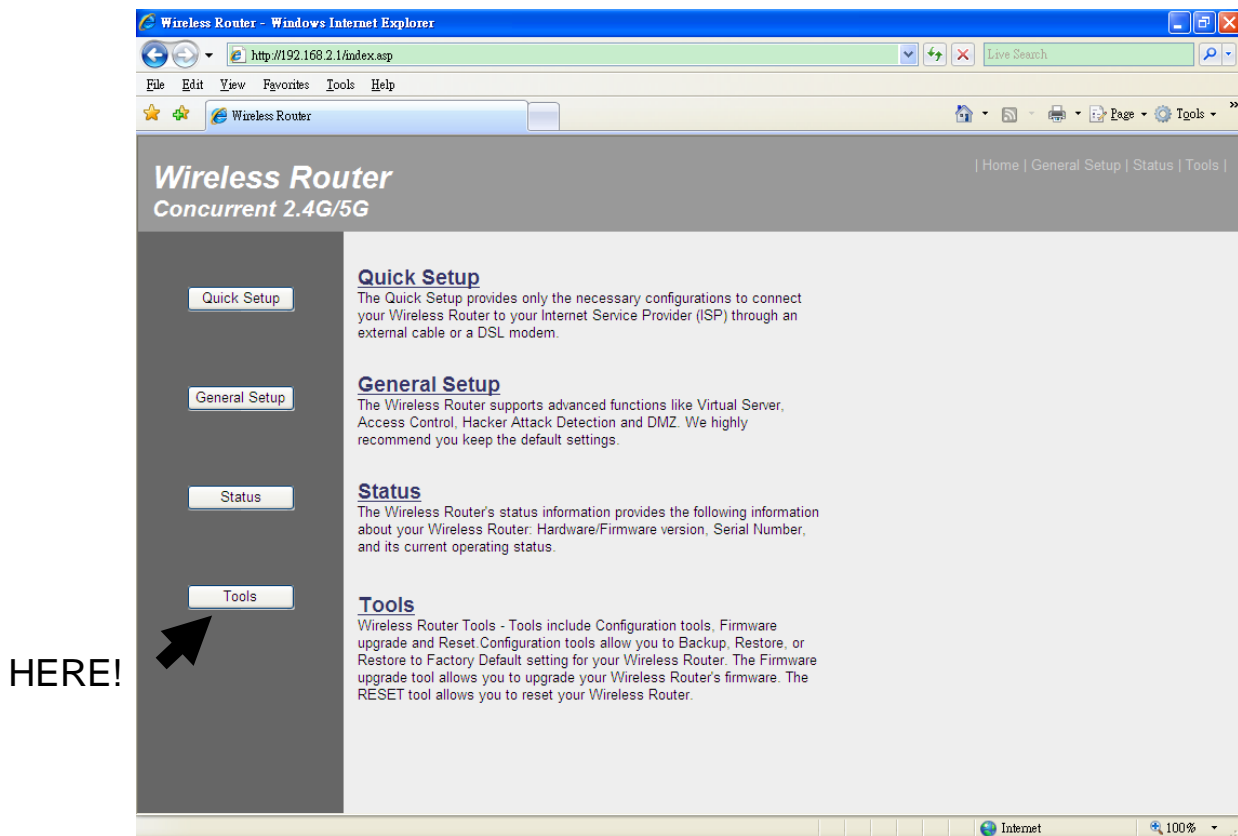 Wireless Router - Windows Internet Explorer
http://192.168.2.1/index.asp
Live Search
File Edit View Favorites Tools Help
Wireless Router
Page
Tools
»
Wireless Router
Concurrent 2.4G/5G
| Home | General Setup | Status | Tools |
Quick Setup
Quick Setup
The Quick Setup provides only the necessary configurations to connect
your Wireless Router to your Internet Service Provider (ISP) through an
external cable or a DSL modem.
General Setup
General Setup
The Wireless Router supports advanced functions like Virtual Server,
Access Control, Hacker Attack Detection and DMZ. We highly
recommend you keep the default settings.
Status
Status
The Wireless Router's status information provides the following information
about your Wireless Router: Hardware/Firmware version, Serial Number,
and its current operating status.
Tools
Tools
Wireless Router Tools - Tools include Configuration tools, Firmware
upgrade and Reset.Configuration tools allow you to Backup, Restore, or
Restore to Factory Default setting for your Wireless Router. The Firmware
upgrade tool allows you to upgrade your Wireless Router's firmware. The
RESET tool allows you to reset your Wireless Router.
HERE!
Internet
100%